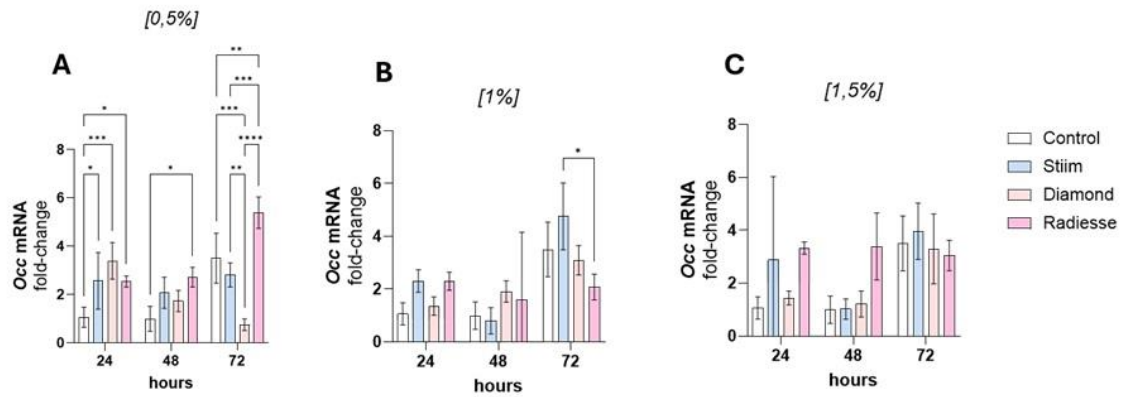 [0,5%]
A
**
***
*
***
***
****
*
*
**
8
6
4
2
0
Occ mRNA
fold-change
24
48
72
hours
B
[1%]
*
8
6
4
2
0
Occ mRNA
fold-change
24
48
72
hours
C
[1,5%]
8
6
4
2
0
Occ mRNA
fold-change
24
48
72
hours
Control
Stiim
Diamond
Radiesse